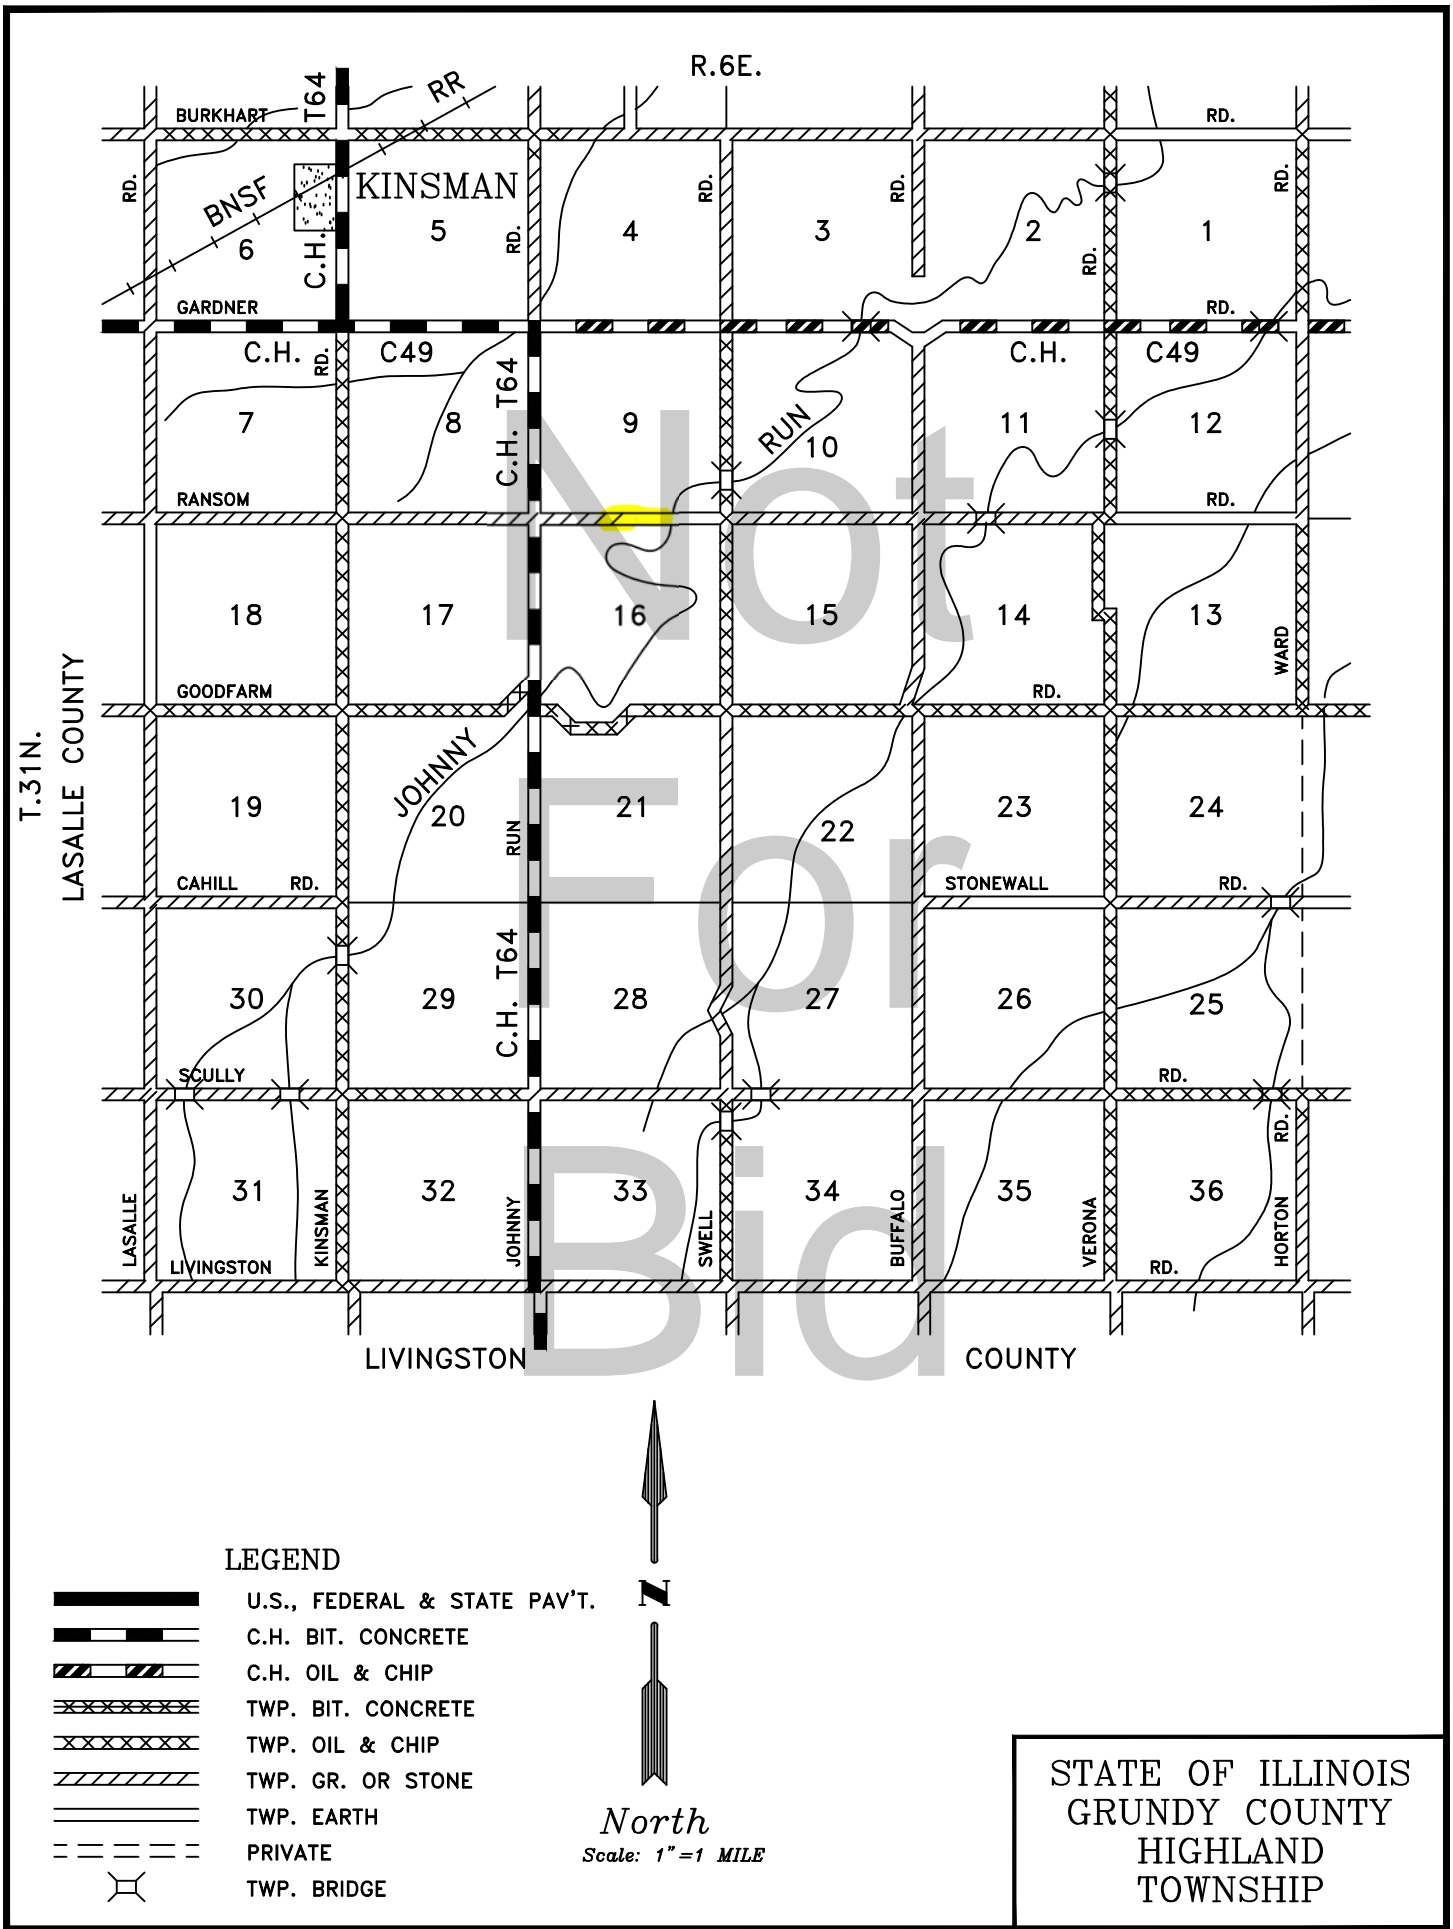 R.6E.
T64
RR
BURKHART
RD.
RD.
BNSF
KINSMAN
RD.
RD.
RD.
RD.
RD.
6
C.H.
5
4
3
2
1
GARDNER
RD.
C.H.
RD.
C49
C.H.
C49
C.H. T64
7
8
9
RUN
10
11
12
RANSOM
RD.
Not
18
17
16
15
14
13
WARD
GOODFARM
RD.
T.31N.
LASALLE COUNTY
JOHNNY
19
20
RUN
21
22
23
24
For
CAHILL RD.
STONEWALL RD.
C.H. T64
30
29
28
27
26
25
SCULLY
RD.
RD.
Bid
31
32
33
34
35
36
LASALLE
KINSMAN
JOHNNY
SWELL
BUFFALO
VERONA
HORTON
LIVINGSTON
RD.
LIVINGSTON COUNTY
LEGEND
U.S., FEDERAL & STATE PAV'T.
C.H. BIT. CONCRETE
C.H. OIL & CHIP
TWP. BIT. CONCRETE
TWP. OIL & CHIP
TWP. GR. OR STONE
TWP. EARTH
PRIVATE
TWP. BRIDGE
N
North
Scale: 1"=1 MILE
STATE OF ILLINOIS
GRUNDY COUNTY
HIGHLAND
TOWNSHIP